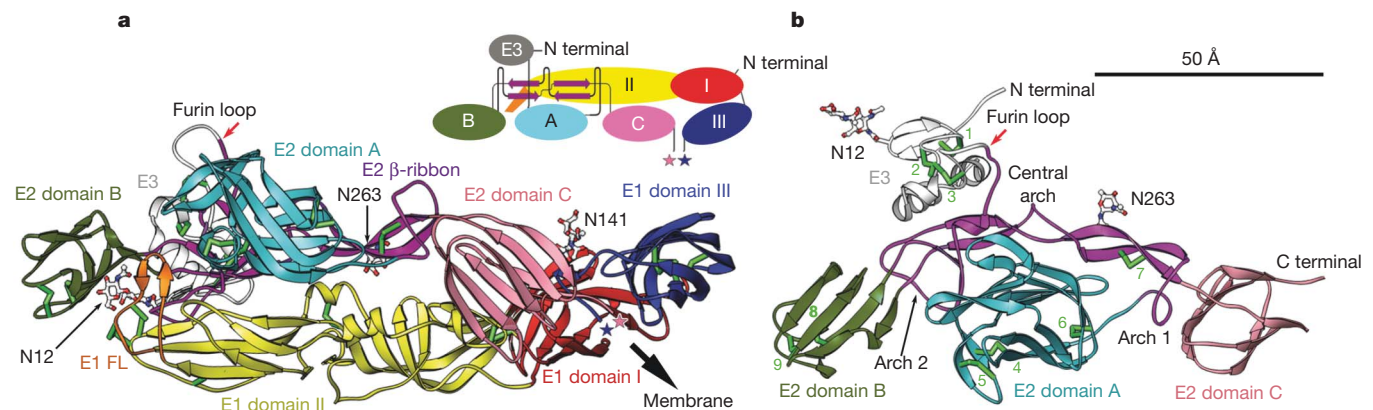 a
E3
N terminal
II
I
N terminal
B
A
C
III
Furin loop
E2 domain A
E2 β-ribbon
E2 domain B
E3
N263
E2 domain C
E1 domain III
N141
N12
E1 FL
E1 domain II
E1 domain I
Membrane
b
50 Å
N terminal
Furin loop
N12
1
2
3
E3
Central
arch
N263
C terminal
7
8
6
9
Arch 2
4
5
Arch 1
E2 domain B
E2 domain A
E2 domain C